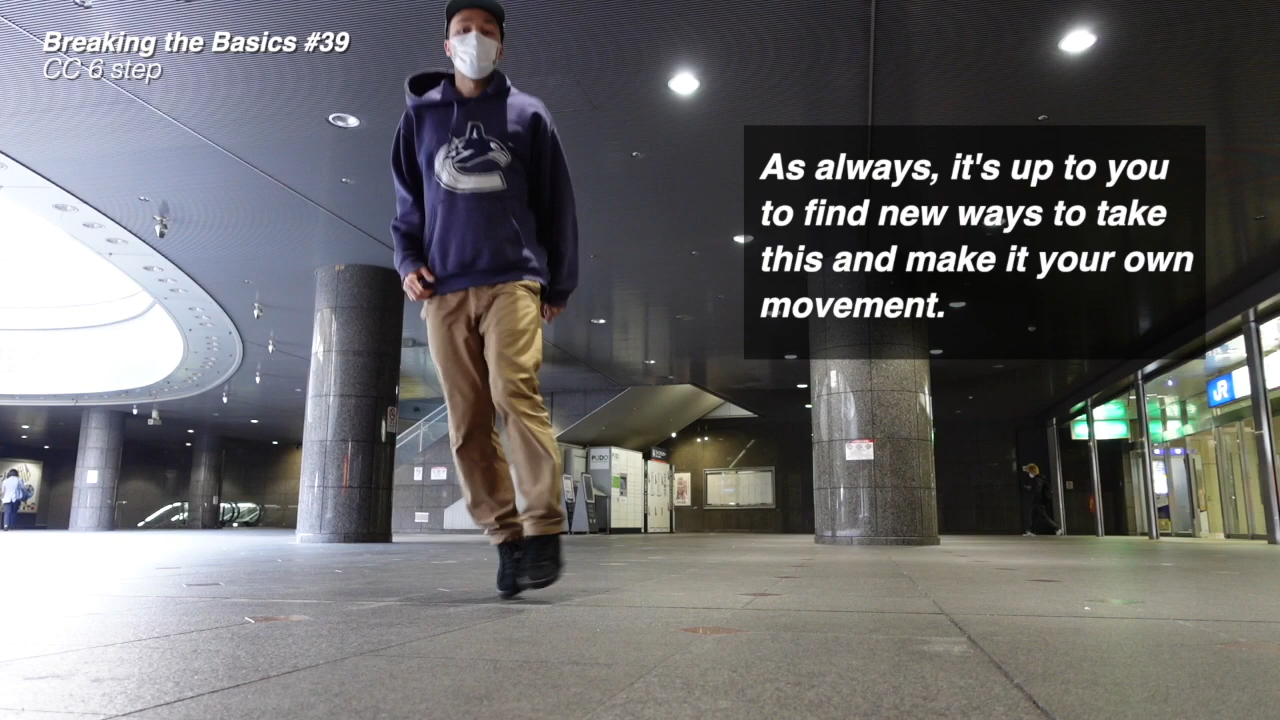 Breaking the Basics #39
CC 6 step
As always, it's up to you
to find new ways to take
this and make it your own
movement.
PUDO
JR